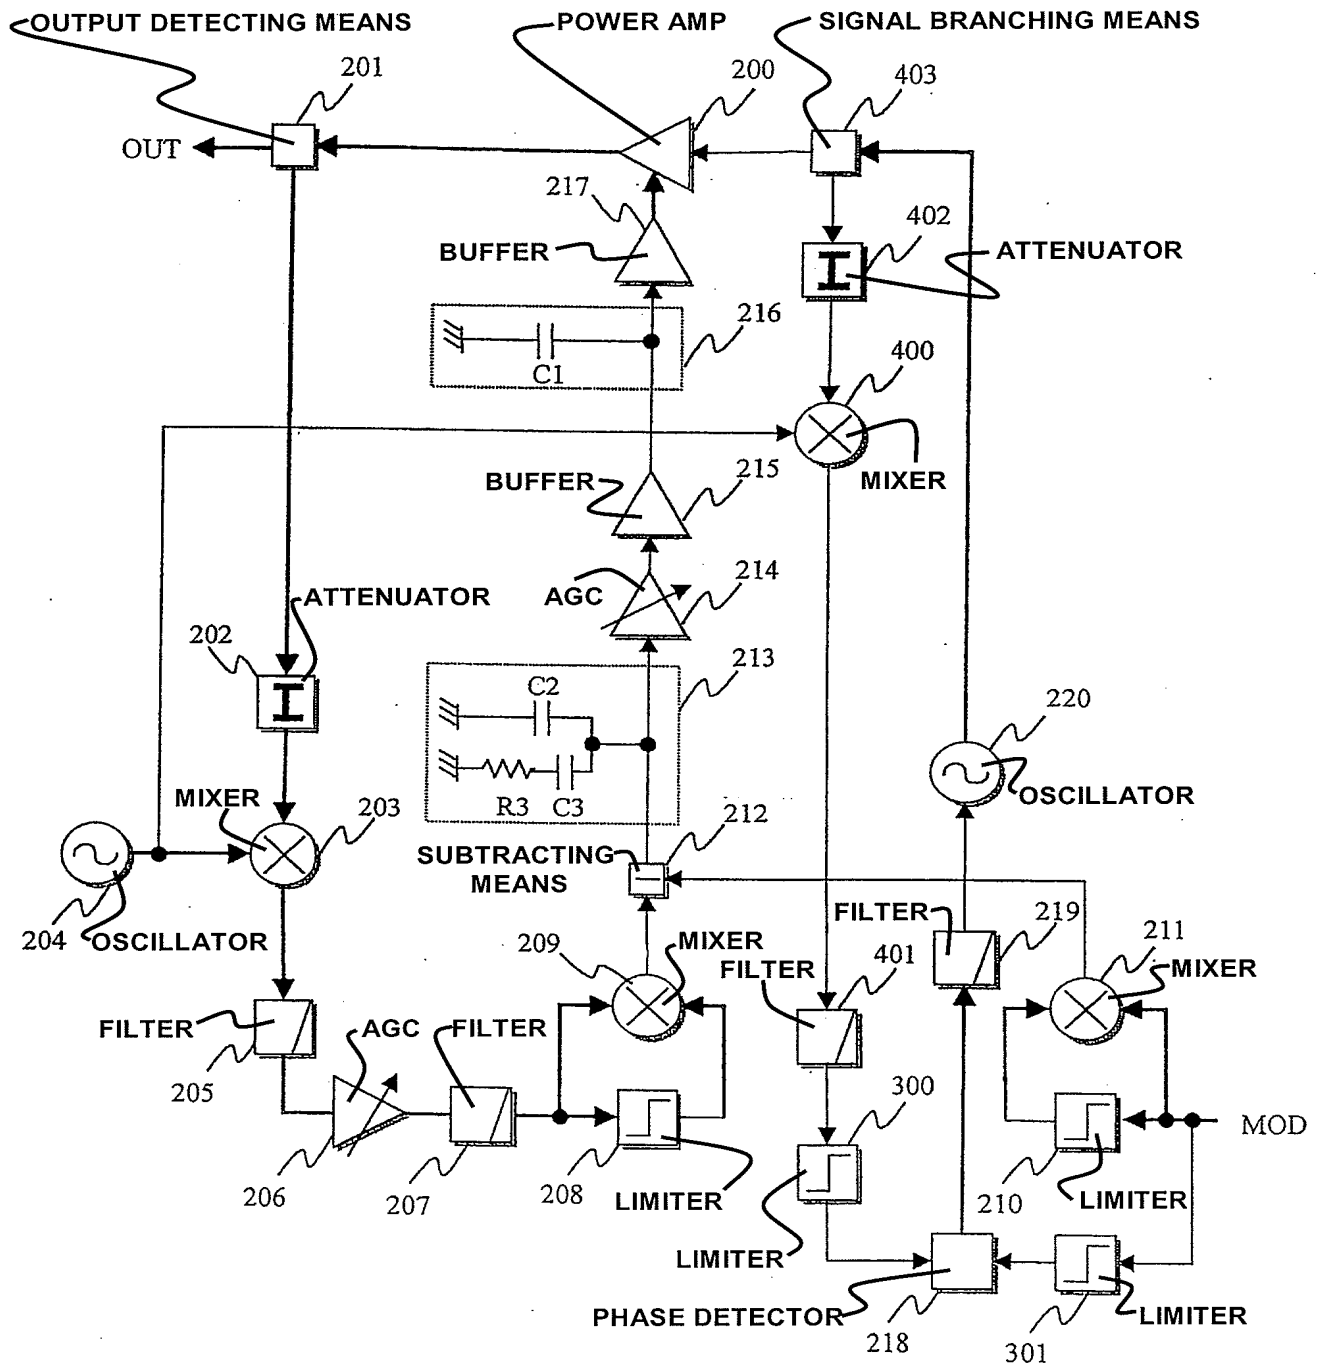 OUTPUT DETECTING MEANS
POWER AMP
SIGNAL BRANCHING MEANS
201
200
403
OUT
217
402
BUFFER
ATTENUATOR
216
C1
400
BUFFER
215
MIXER
AGC
214
ATTENUATOR
202
213
C2
220
R3
C3
OSCILLATOR
MIXER
203
212
SUBTRACTING
MEANS
204
OSCILLATOR
FILTER
219
209
MIXER
FILTER
401
211
MIXER
FILTER
AGC
FILTER
205
300
MOD
206
207
208
LIMITER
210
LIMITER
LIMITER
PHASE DETECTOR
218
301
LIMITER